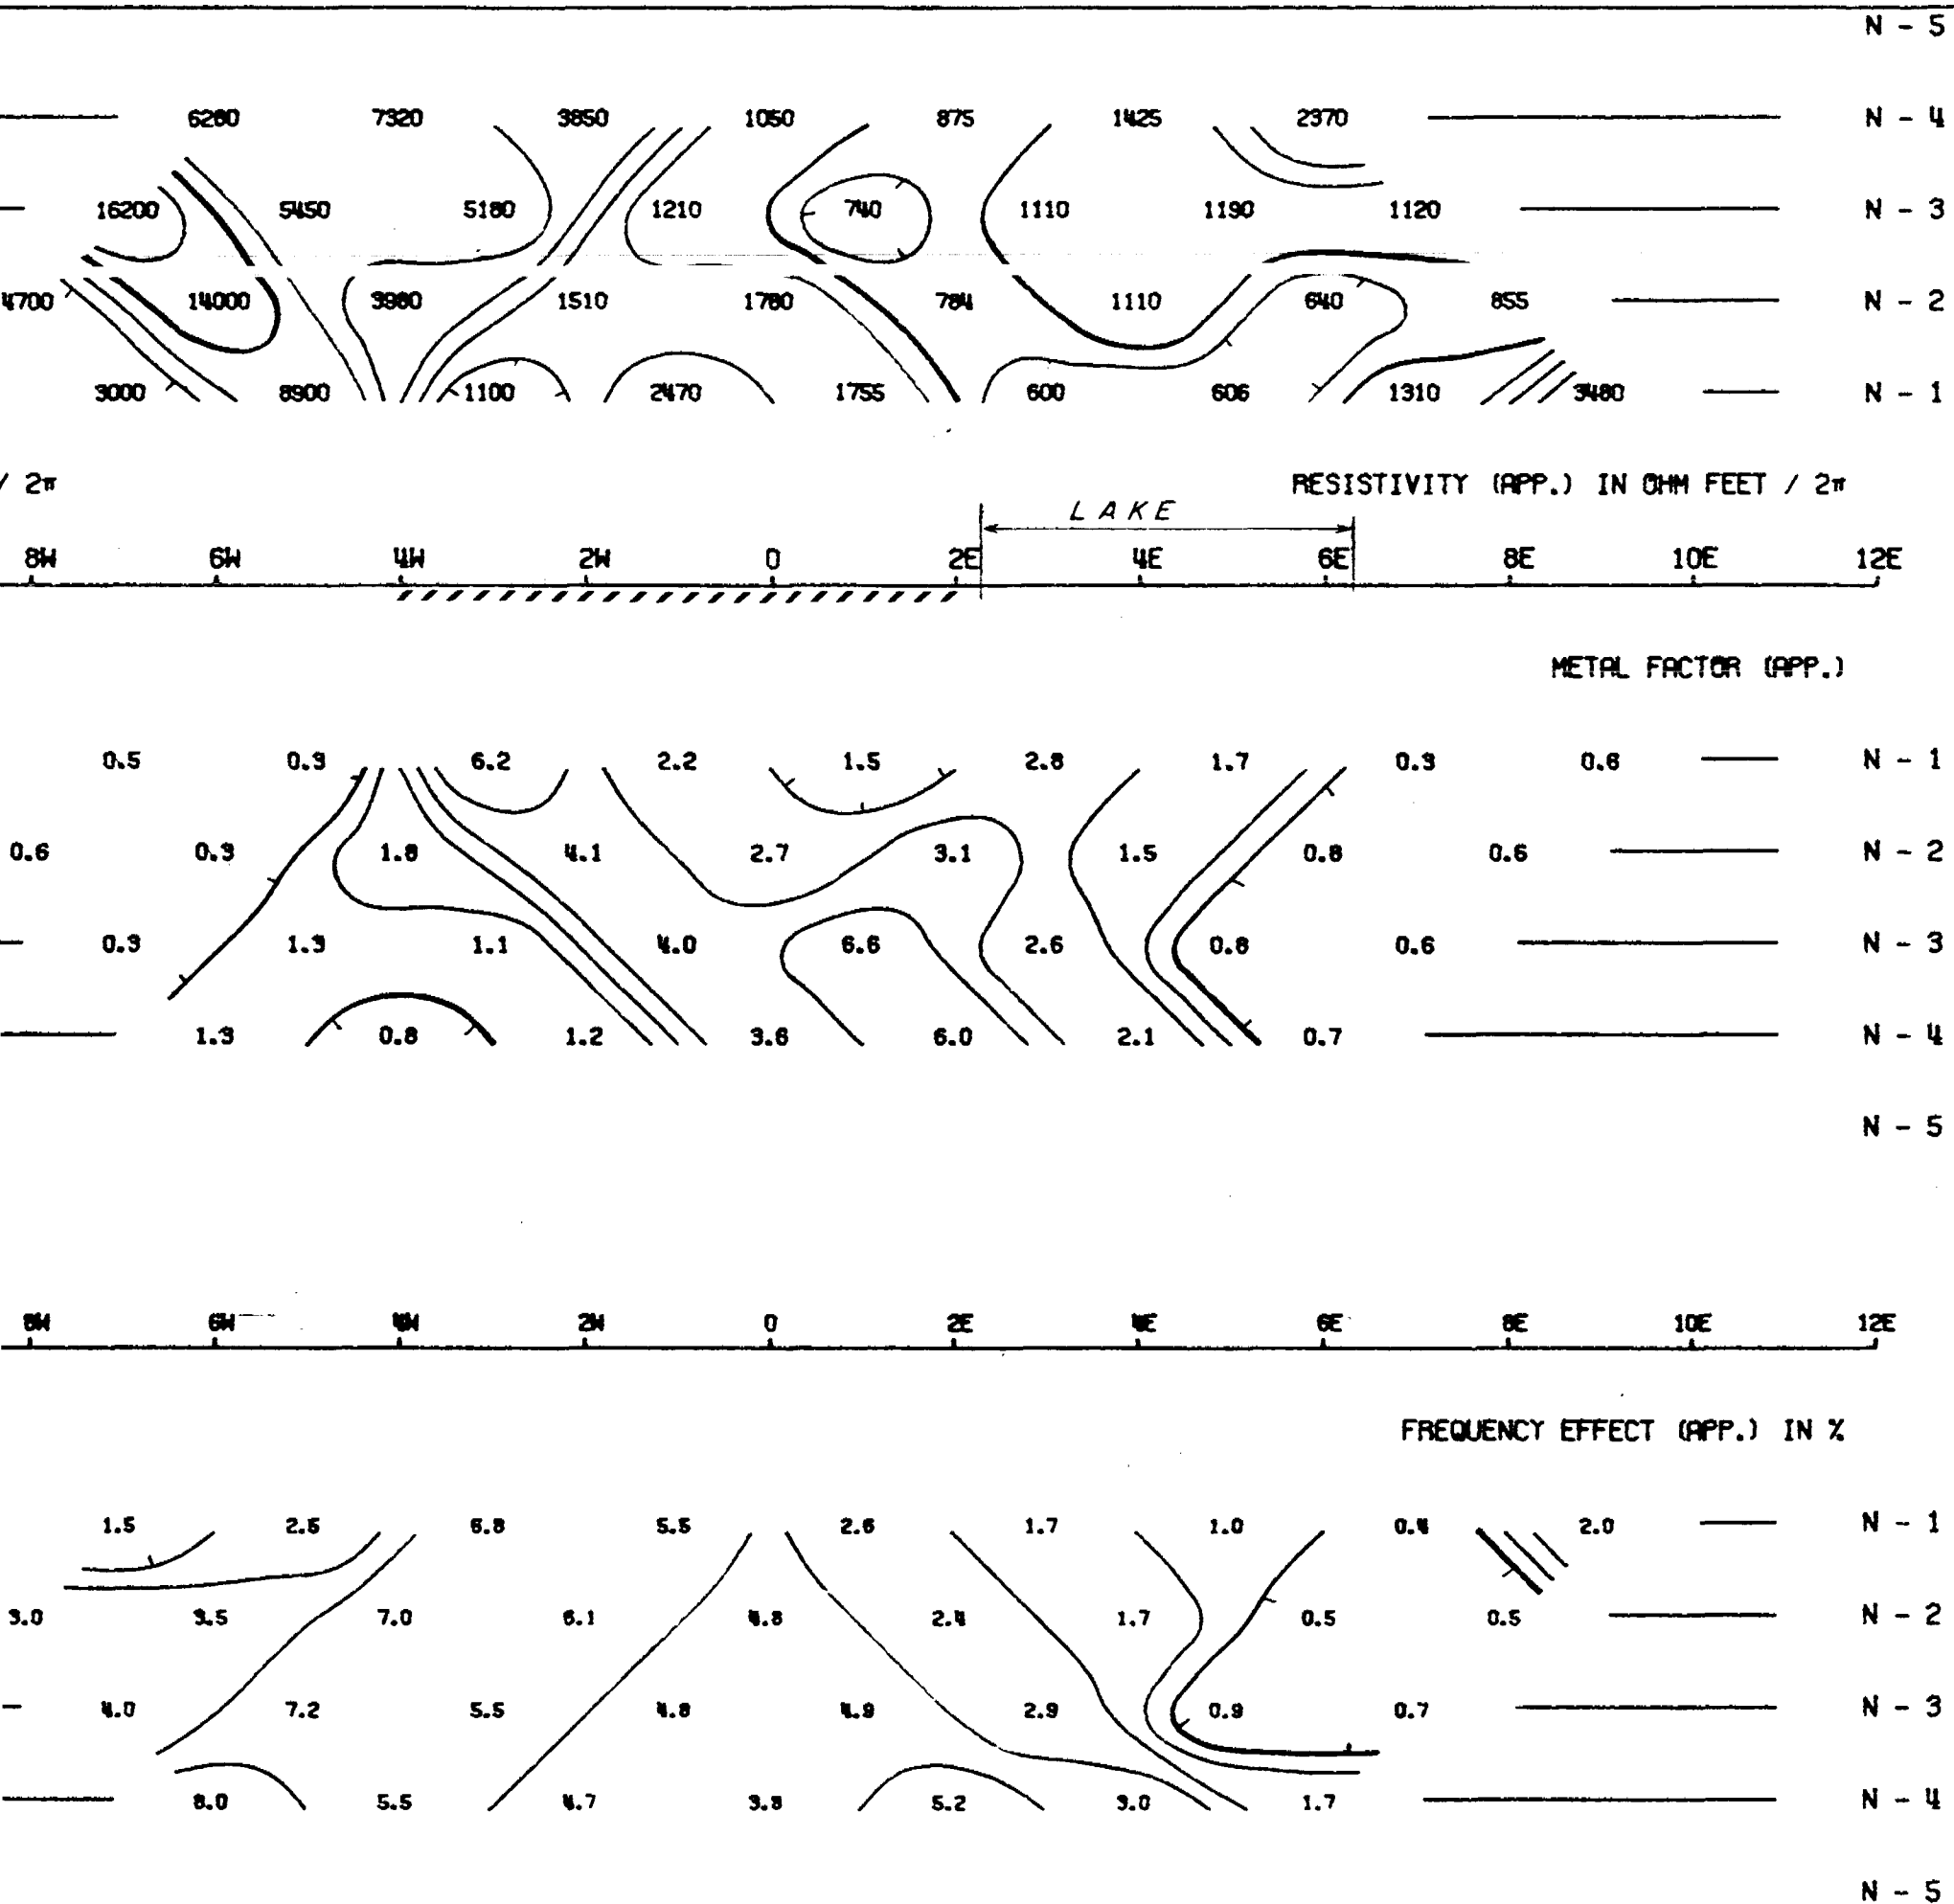 N - 5
6280 7320 3850 1050 875 1425 2370 N - 4
16200 5450 5180 1210 740 1110 1190 1120 N - 3
4700 14000 3980 1510 1780 784 1110 640 855 N - 2
3000 8900 1100 2470 1755 600 606 1310 3480 N - 1
/ 2π RESISTIVITY (APP.) IN OHM FEET / 2π
LAKE
8W 6W 4W 2W 0 2E 4E 6E 8E 10E 12E
METAL FACTOR (APP.)
0.5 0.3 6.2 2.2 1.5 2.8 1.7 0.3 0.6 N - 1
0.6 0.3 1.8 4.1 2.7 3.1 1.5 0.8 0.6 N - 2
0.3 1.3 1.1 4.0 6.6 2.6 0.8 0.6 N - 3
1.3 0.8 1.2 3.6 6.0 2.1 0.7 N - 4
N - 5
8W 6W 4W 2W 0 2E 4E 6E 8E 10E 12E
FREQUENCY EFFECT (APP.) IN %
1.5 2.5 6.8 5.5 2.6 1.7 1.0 0.4 2.0 N - 1
3.0 3.5 7.0 6.1 4.8 2.4 1.7 0.5 0.5 N - 2
4.0 7.2 5.5 4.8 4.9 2.9 0.9 0.7 N - 3
8.0 5.5 4.7 3.8 5.2 3.0 1.7 N - 4
N - 5